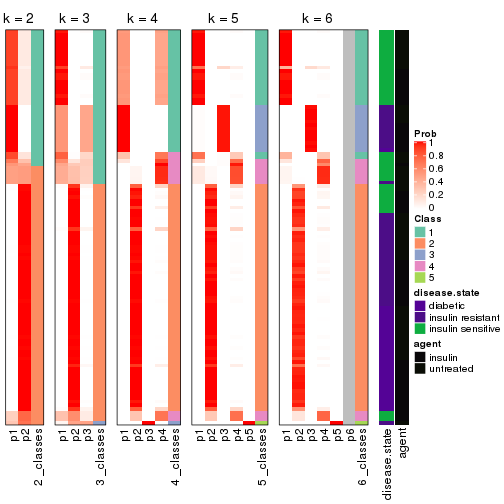 k = 2 k = 3 k = 4 k = 5 k = 6
Prob
1
0.8
0.6
0.4
0.2
0
Class
1
2
3
4
5
disease.state
diabetic
insulin resistant
insulin sensitive
agent
insulin
untreated
p1 p2 2_classes p1 p2 p3 3_classes p1 p2 p3 p4 4_classes p1 p2 p3 p4 p5 5_classes p1 p2 p3 p4 p5 p6 6_classes disease.state agent